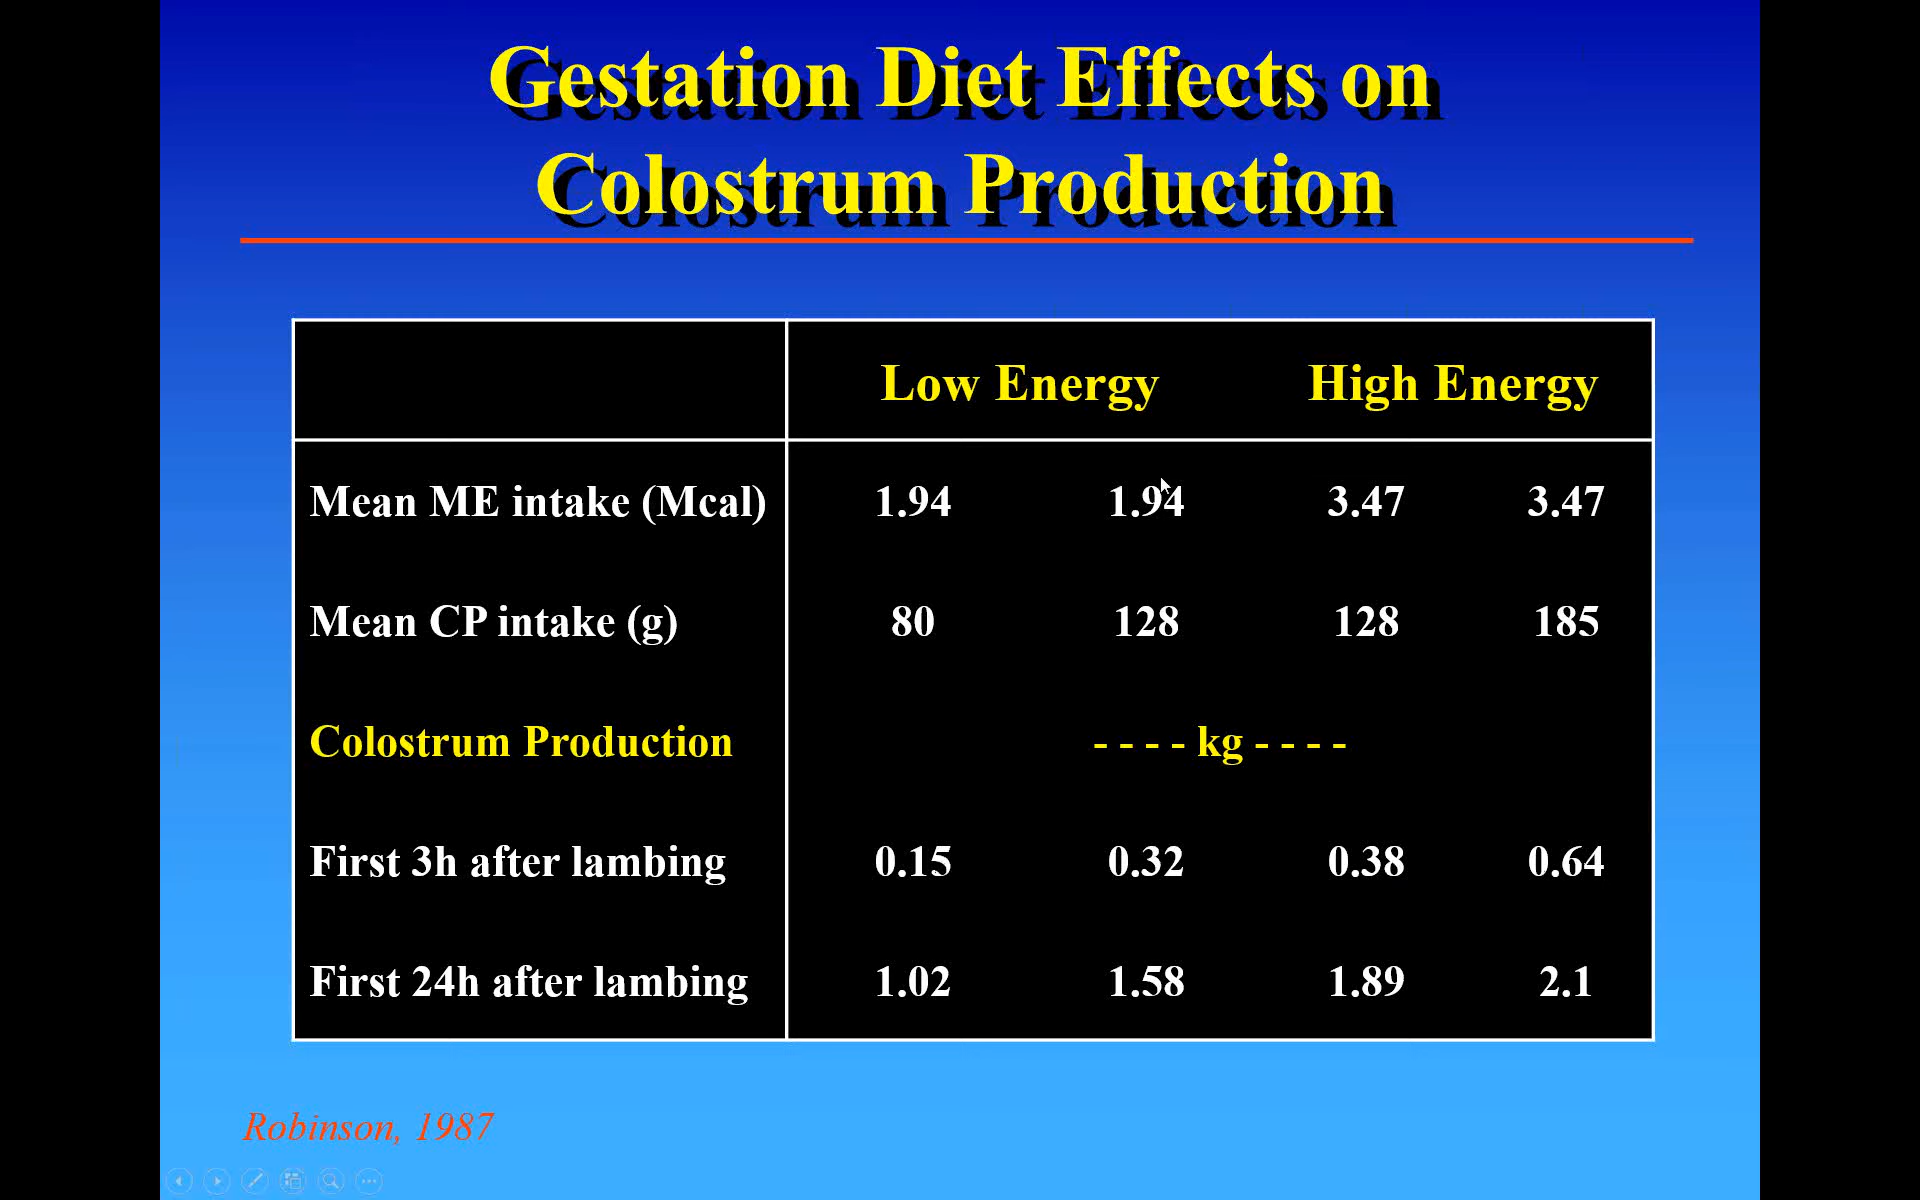 Gestation Diet Effects on
Colostrum Production
Low Energy High Energy
Mean ME intake (Mcal) 1.94 1.94 3.47 3.47
Mean CP intake (g) 80 128 128 185
Colostrum Production - - - - kg - - - -
First 3h after lambing 0.15 0.32 0.38 0.64
First 24h after lambing 1.02 1.58 1.89 2.1
Robinson, 1987